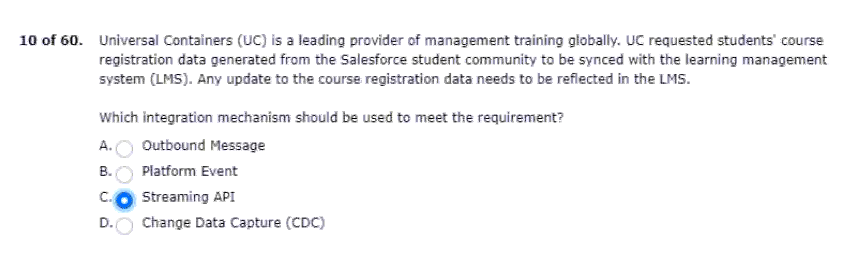 10 of 60. Universal Containers (UC) is a leading provider of management training globally. UC requested students' course
registration data generated from the Salesforce student community to be synced with the learning management
system (LMS). Any update to the course registration data needs to be reflected in the LMS.
Which integration mechanism should be used to meet the requirement?
A. Outbound Message
B. Platform Event
C. Streaming API
D. Change Data Capture (CDC)